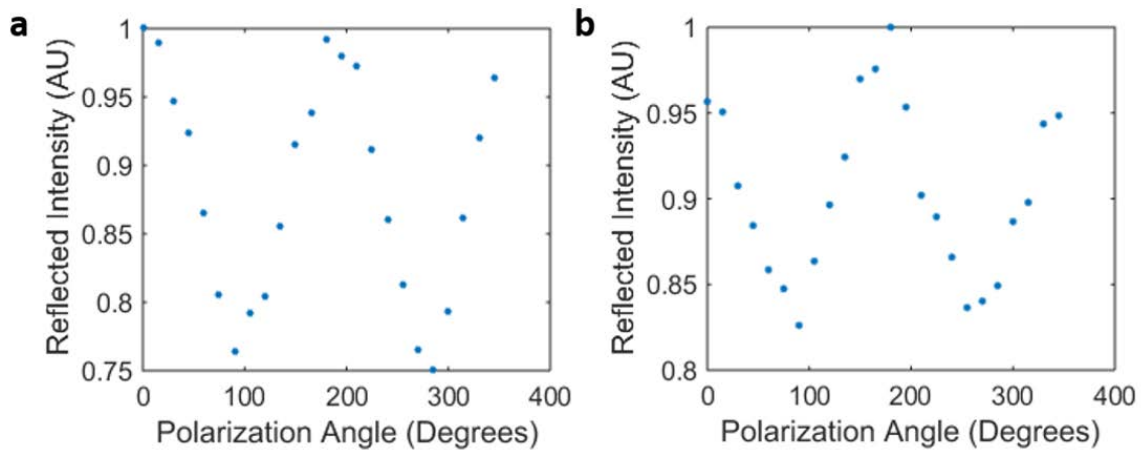 a
Reflected Intensity (AU)
1
0.95
0.9
0.85
0.8
0.75
0 100 200 300 400
Polarization Angle (Degrees)
b
Reflected Intensity (AU)
1
0.95
0.9
0.85
0.8
0 100 200 300 400
Polarization Angle (Degrees)